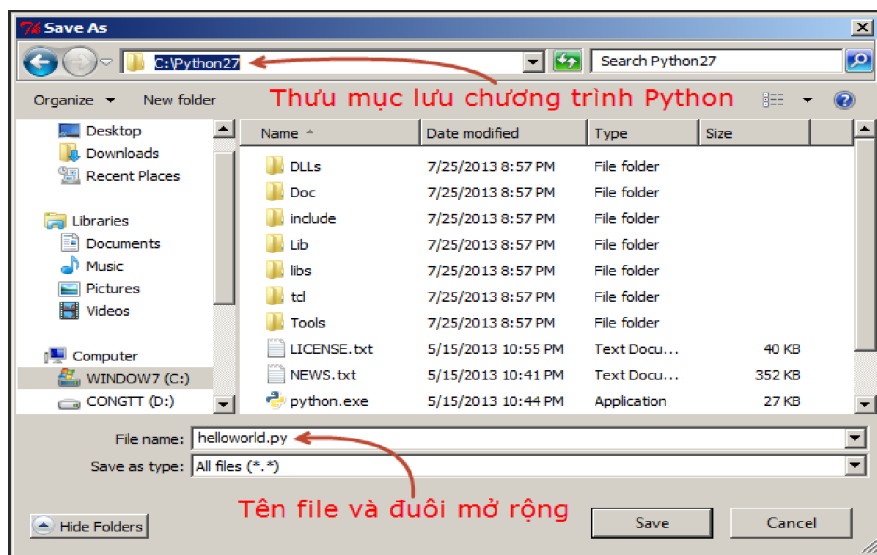 Save As
C:\Python27
Search Python27
Organize
New folder
Thưu mục lưu chương trình Python
Desktop
Downloads
Recent Places
Libraries
Documents
Music
Pictures
Videos
Computer
WINDOW7 (C:)
CONGTT (D:)
Name Date modified Type Size
DLLs 7/25/2013 8:57 PM File folder
Doc 7/25/2013 8:57 PM File folder
include 7/25/2013 8:57 PM File folder
Lib 7/25/2013 8:57 PM File folder
libs 7/25/2013 8:57 PM File folder
tcl 7/25/2013 8:57 PM File folder
Tools 7/25/2013 8:57 PM File folder
LICENSE.txt 5/15/2013 10:55 PM Text Docu... 40 KB
NEWS.txt 5/15/2013 10:41 PM Text Docu... 352 KB
python.exe 5/15/2013 10:44 PM Application 27 KB
File name: helloworld.py
Save as type: All files (*.*)
Tên file và đuôi mở rộng
Hide Folders
Save
Cancel